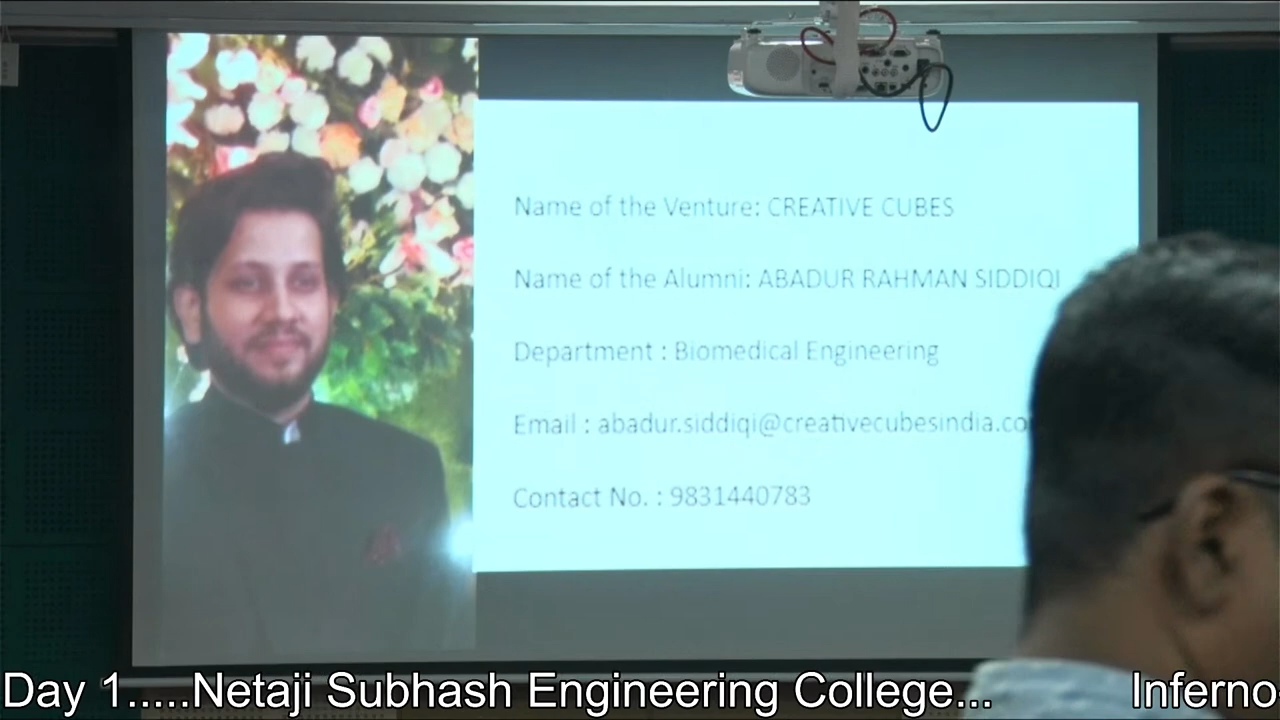 Name of the Venture: CREATIVE CUBES
Name of the Alumni: ABADUR RAHMAN SIDDIQI
Department : Biomedical Engineering
Email : abadur.siddiqi@creativecubesindia.co
Contact No. : 9831440783
Day 1.....Netaji Subhash Engineering College... Inferno